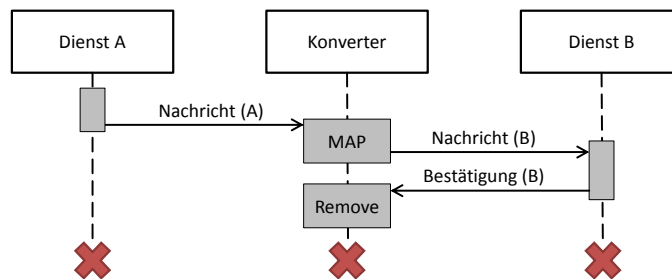 Dienst A
Konverter
Dienst B
Nachricht (A)
MAP
Nachricht (B)
Bestätigung (B)
Remove